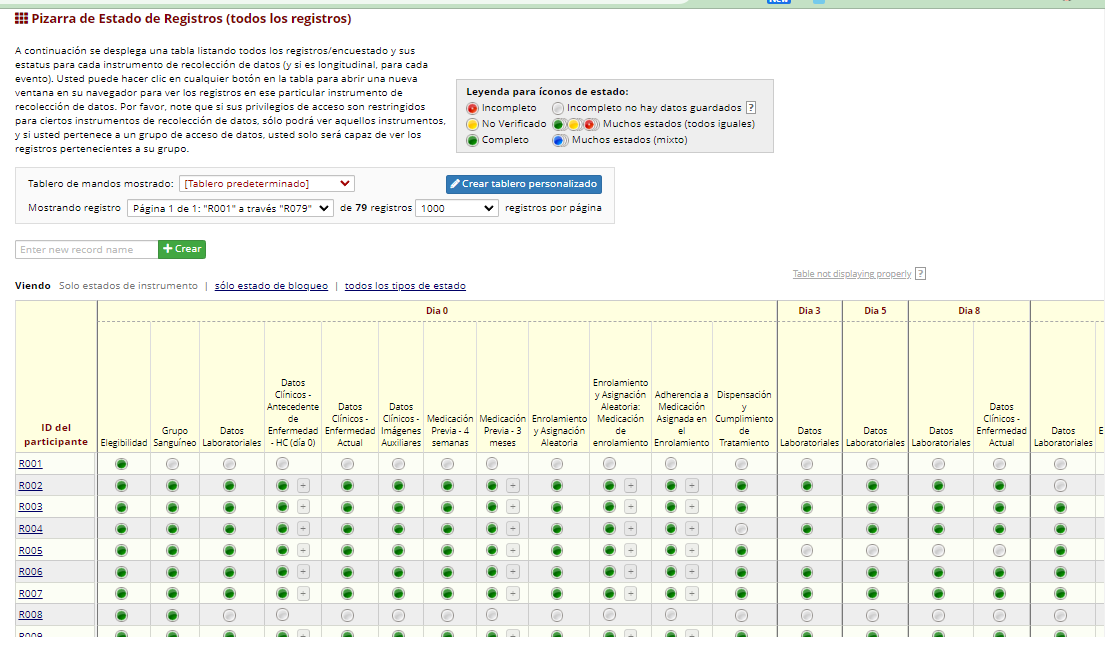 New
Pizarra de Estado de Registros (todos los registros)
A continuación se desplega una tabla listando todos los registros/encuestado y sus
estatus para cada instrumento de recolección de datos (y si es longitudinal, para cada
evento). Usted puede hacer clic en cualquier botón en la tabla para abrir una nueva
ventana en su navegador para ver los registros en ese particular instrumento de
recolección de datos. Por favor, note que si sus privilegios de acceso son restringidos
para ciertos instrumentos de recolección de datos, sólo podrá ver aquellos instrumentos,
y si usted pertenece a un grupo de acceso de datos, usted solo será capaz de ver los
registros pertenecientes a su grupo.
Leyenda para íconos de estado:
Incompleto Incompleto no hay datos guardados ?
No Verificado Muchos estados (todos iguales)
Completo Muchos estados (mixto)
Tablero de mandos mostrado: [Tablero predeterminado] Crear tablero personalizado
Mostrando registro Página 1 de 1: "R001" a través "R079" de 79 registros 1000 registros por página
Enter new record name + Crear
Table not displaying properly ?
Viendo Solo estados de instrumento | sólo estado de bloqueo | todos los tipos de estado
Dia 0 Dia 3 Dia 5 Dia 8
ID del
participante
Elegibilidad
Grupo
Sanguíneo
Datos
Laboratoriales
Datos
Clínicos -
Antecedente
de
Enfermedad
- HC (día 0)
Datos
Clínicos -
Enfermedad
Actual
Datos
Clínicos -
Imágenes
Auxiliares
Medicación
Previa - 4
semanas
Medicación
Previa - 3
meses
Enrolamiento
y Asignación
Aleatoria
Enrolamiento
y Asignación
Aleatoria:
Medicación
de
enrolamiento
Adherencia a
Medicación
Asignada en
el
Enrolamiento
Dispensación
y
Cumplimiento
de
Tratamiento
Datos
Laboratoriales
Datos
Laboratoriales
Datos
Laboratoriales
Datos
Clínicos -
Enfermedad
Actual
Datos
Laboratoriales
E
R001
R002 + + + +
R003 + + + +
R004 + + + +
R005 + + + +
R006 + + + +
R007 + + + +
R008
R009